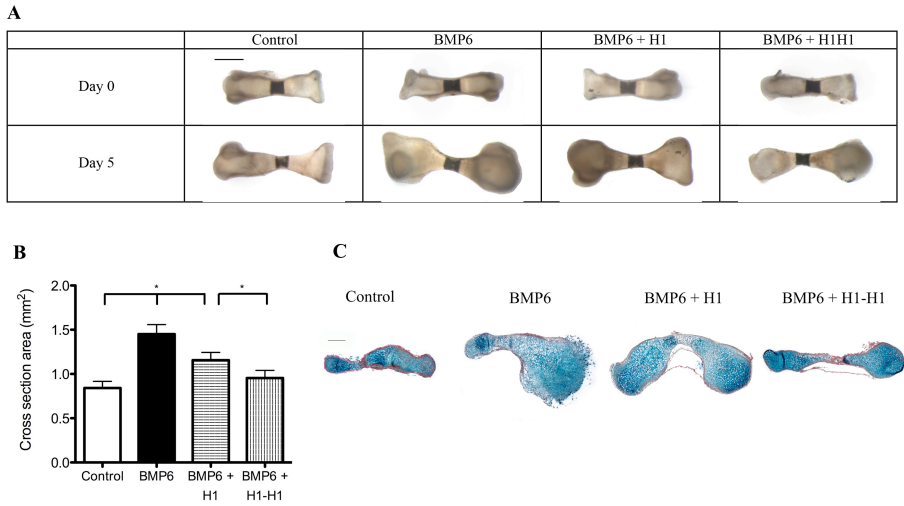 A
Control BMP6 BMP6 + H1 BMP6 + H1H1
Day 0
Day 5
B
Cross section area (mm²)
2.0
1.5
1.0
0.5
0.0
* *
Control BMP6 BMP6 + H1 BMP6 + H1-H1
C
Control BMP6 BMP6 + H1 BMP6 + H1-H1